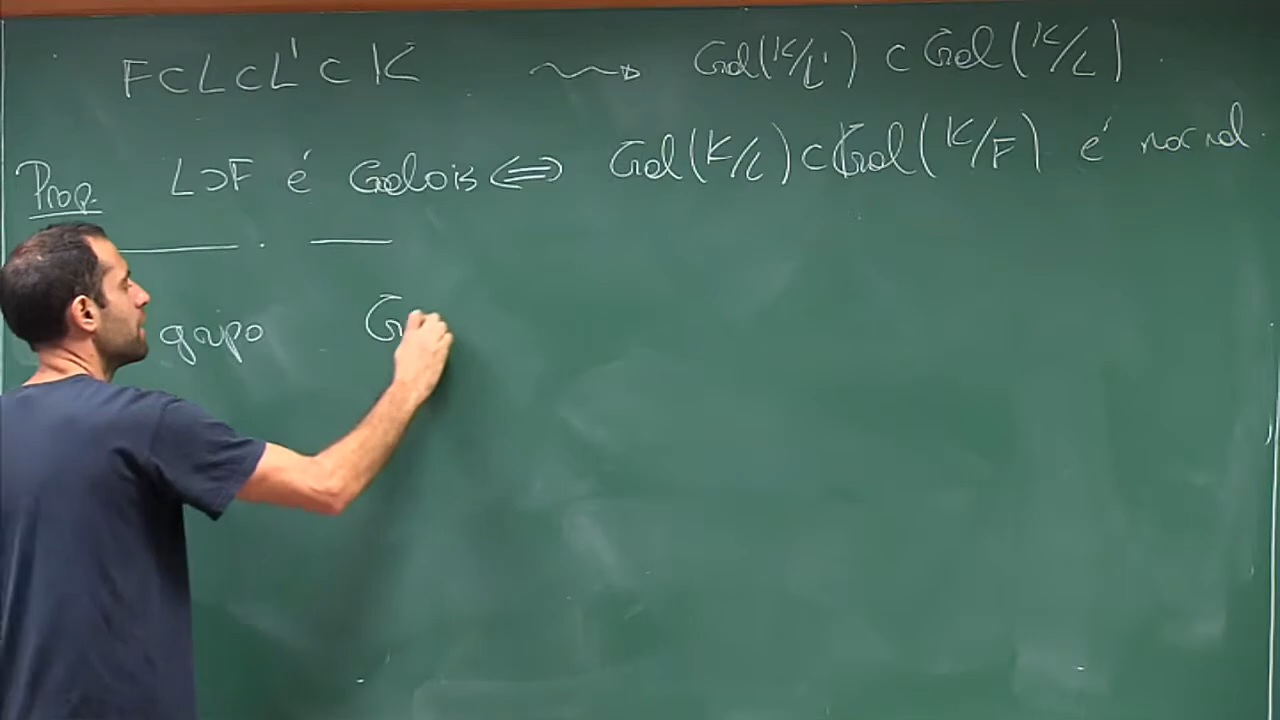 F⊂L⊂L'⊂K ⇝ Gal(K/L') ⊂ Gal(K/L)
Prop. L⊃F é Galois ⇔ Gal(K/L) ⊂ Gal(K/F) é normal.
grupo G